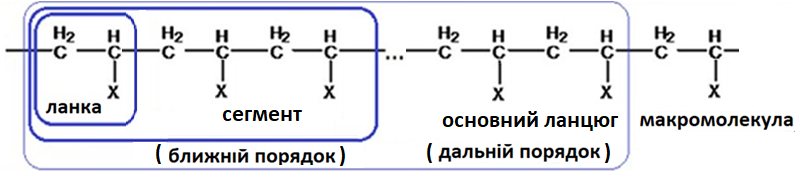 H2 H H2 H H2 H H2 H H2 H H2 H
C C C C C C ... C C C C C C
X X X X X X
ланка сегмент основний ланцюг макромолекула
( ближній порядок ) ( дальній порядок )